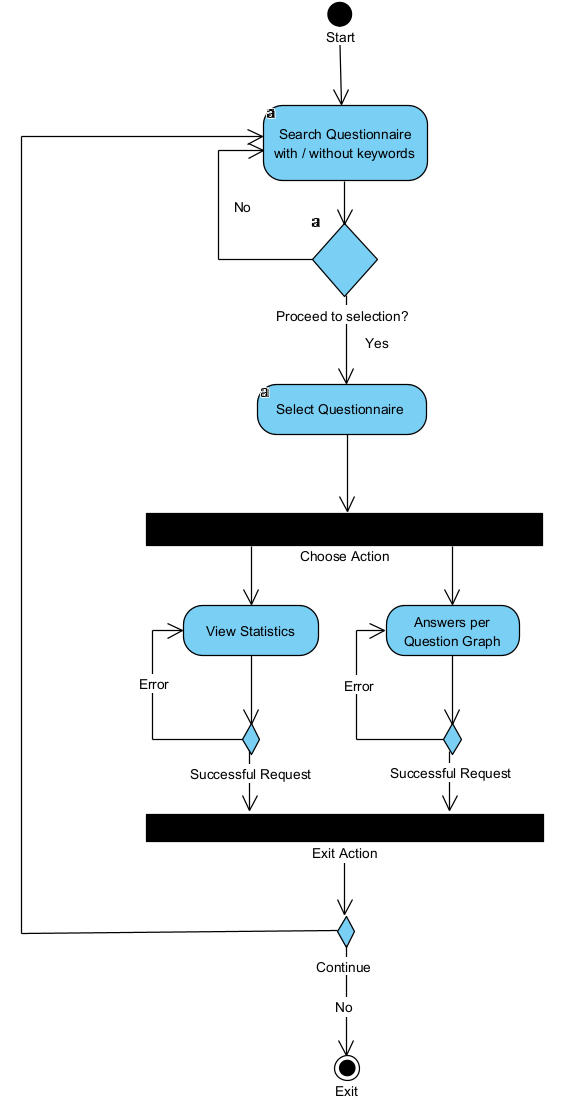 Start
a
Search Questionnaire
with / without keywords
No
a
Proceed to selection?
Yes
a
Select Questionnaire
Choose Action
View Statistics
Answers per
Question Graph
Error
Error
Successful Request
Successful Request
Exit Action
Continue
No
Exit